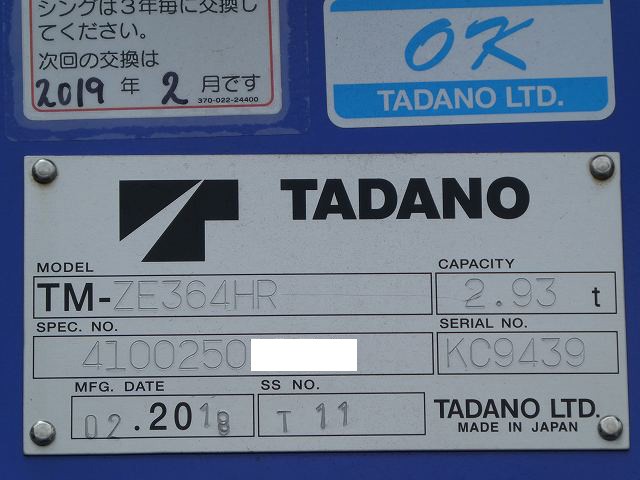 シングは3年毎に交換し
てください。
次回の交換は
2019 年 2 月です
370-022-24400
OK
TADANO LTD.
TADANO
MODEL
TM-ZE364HR
CAPACITY
2.93 t
SPEC. NO.
4100250
SERIAL NO.
KC9439
MFG. DATE
02.2018
SS NO.
T 11
TADANO LTD.
MADE IN JAPAN